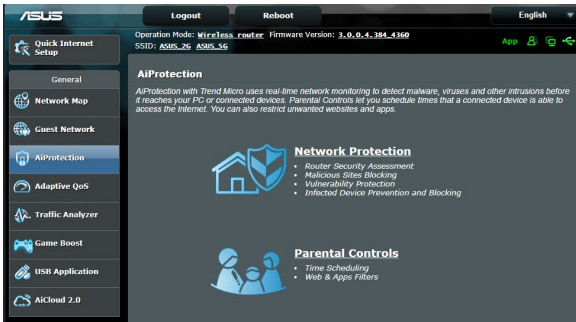 ASUS
Logout
Reboot
English
Quick Internet
Setup
Operation Mode: Wireless router Firmware Version: 3.0.0.4.384_4360
SSID: ASUS_2G ASUS_5G
App
General
Network Map
Guest Network
AiProtection
Adaptive QoS
Traffic Analyzer
Game Boost
USB Application
AiCloud 2.0
AiProtection
AiProtection with Trend Micro uses real-time network monitoring to detect malware, viruses and other intrusions before
it reaches your PC or connected devices. Parental Controls let you schedule times that a connected device is able to
access the Internet. You can also restrict unwanted websites and apps.
Network Protection
• Router Security Assessment
• Malicious Sites Blocking
• Vulnerability Protection
• Infected Device Prevention and Blocking
Parental Controls
• Time Scheduling
• Web & Apps Filters